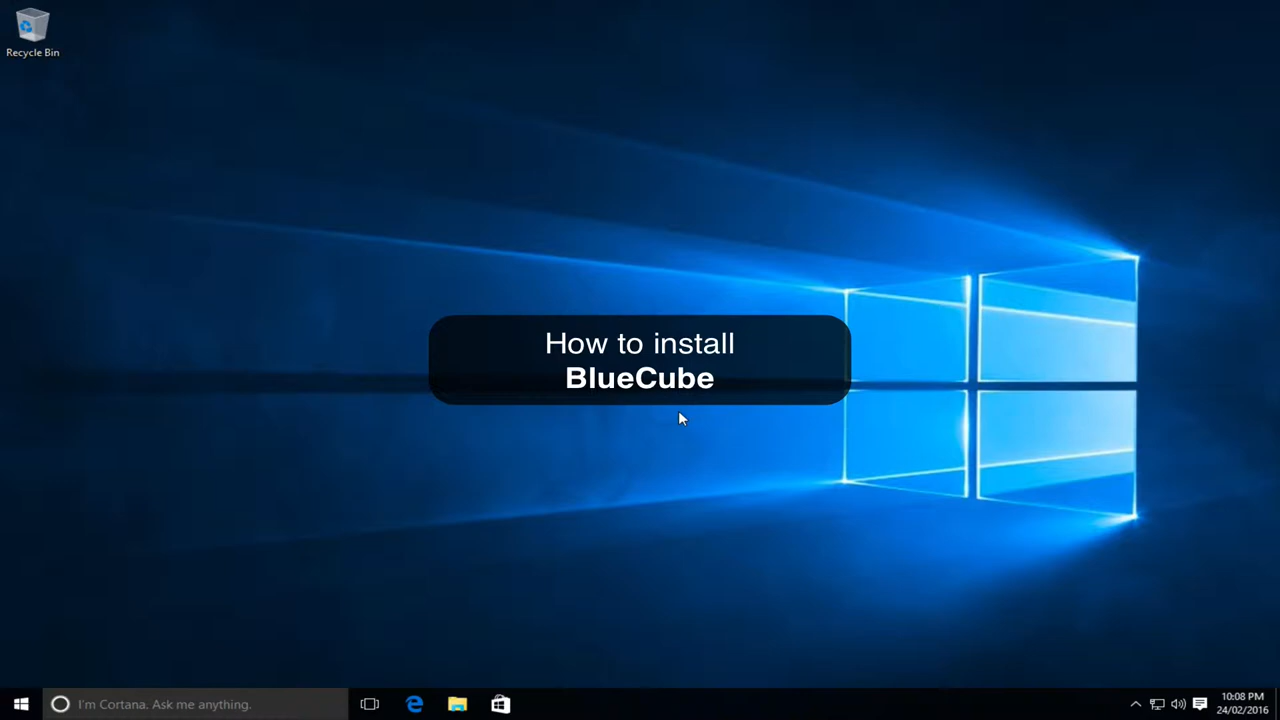 Recycle Bin
How to install
BlueCube
I'm Cortana. Ask me anything.
10:08 PM
24/02/2016